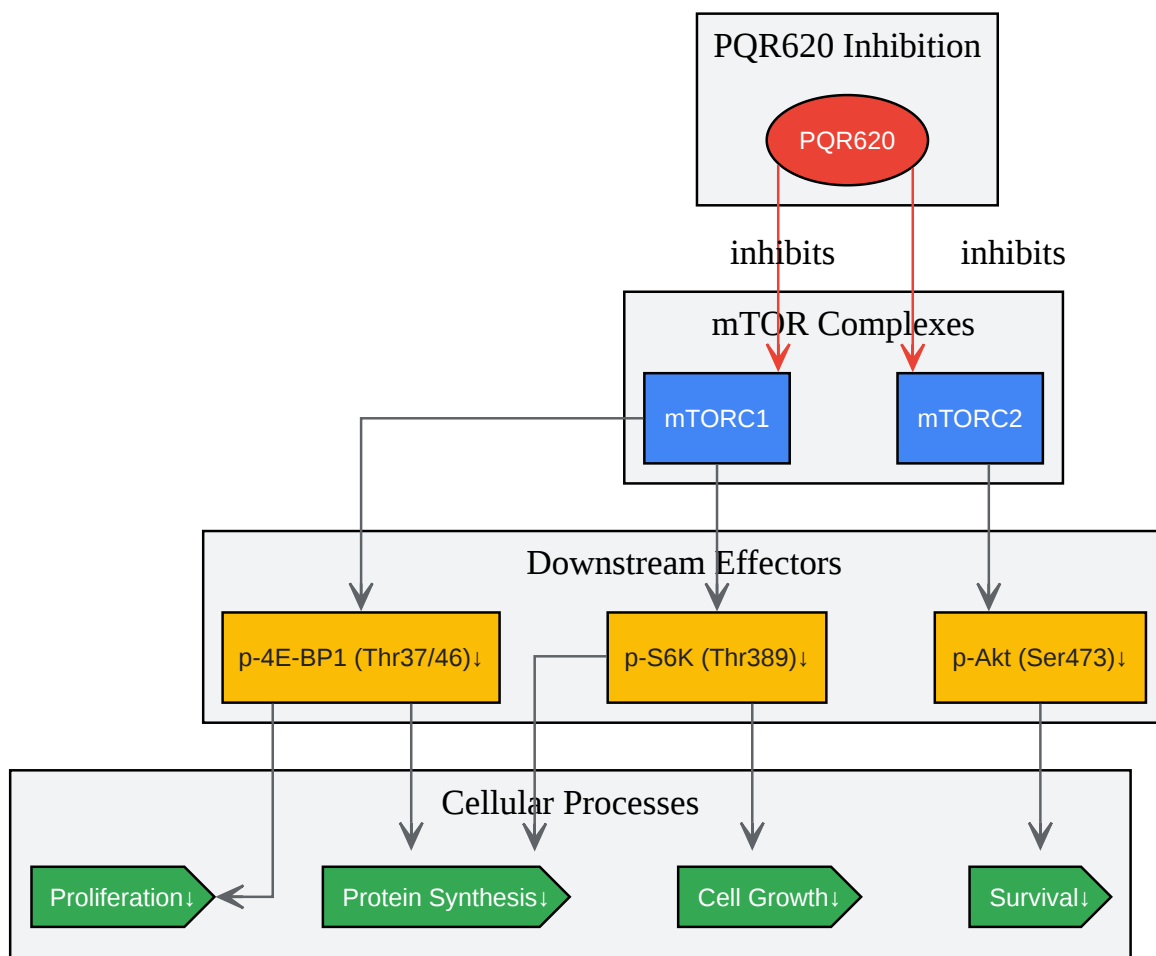 PQR620 Inhibition
PQR620
inhibits
inhibits
mTOR Complexes
mTORC1
mTORC2
Downstream Effectors
p-4E-BP1 (Thr37/46)↓
p-S6K (Thr389)↓
p-Akt (Ser473)↓
Cellular Processes
Proliferation↓
Protein Synthesis↓
Cell Growth↓
Survival↓